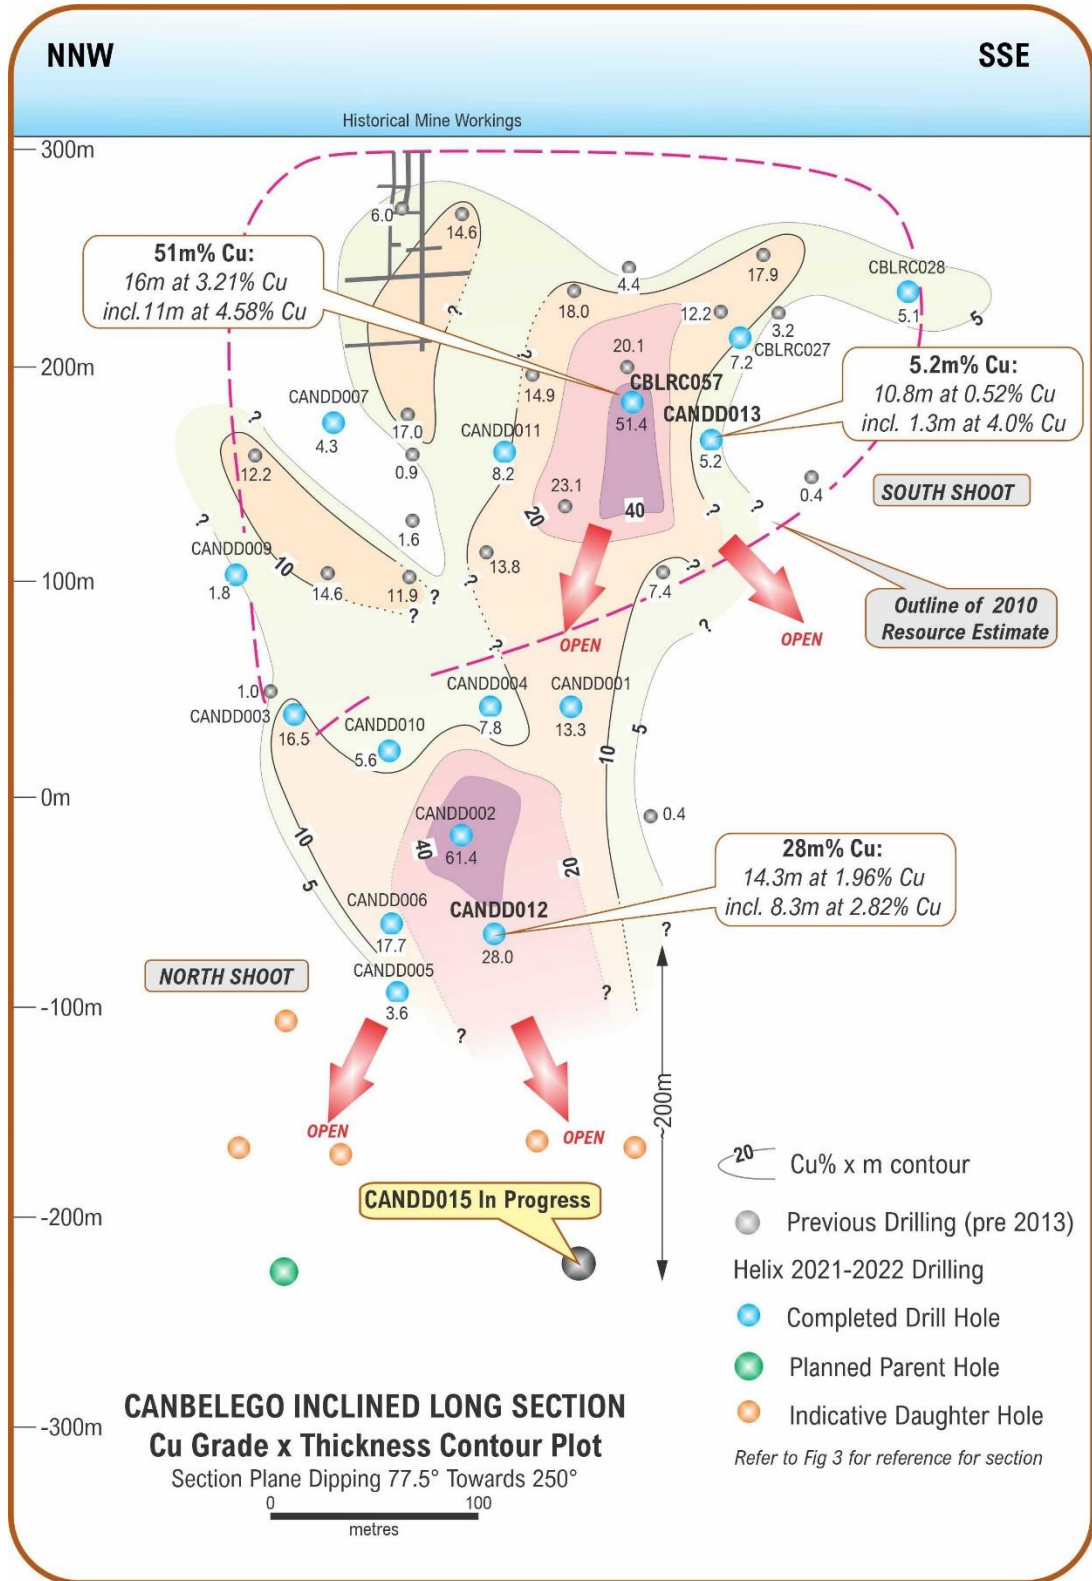 NNW
SSE
Historical Mine Workings
300m
6.0
14.6
51m% Cu:
16m at 3.21% Cu
incl.11m at 4.58% Cu
?
4.4
17.9
CBLRC028
5.1
5
18.0
12.2
3.2
CBLRC027
7.2
200m
?
14.9
20.1
CBLRC057
51.4
5.2m% Cu:
10.8m at 0.52% Cu
incl. 1.3m at 4.0% Cu
CANDD007
4.3
17.0
CANDD011
8.2
CANDD013
5.2
?
12.2
0.9
23.1
20
40
?
?
0.4
SOUTH SHOOT
?
1.6
CANDD009
1.8
10
14.6
11.9
?
?
13.8
?
?
7.4
100m
OPEN
OPEN
?
Outline of 2010
Resource Estimate
?
1.0
CANDD003
16.5
CANDD010
5.6
CANDD004
7.8
CANDD001
13.3
10
5
0m
CANDD002
61.4
0.4
10
5
40
20
28m% Cu:
14.3m at 1.96% Cu
incl. 8.3m at 2.82% Cu
CANDD006
17.7
CANDD012
28.0
?
NORTH SHOOT
CANDD005
3.6
?
-100m
?
OPEN
OPEN
~200m
20
Cu% x m contour
CANDD015 In Progress
-200m
Previous Drilling (pre 2013)
Helix 2021-2022 Drilling
Completed Drill Hole
Planned Parent Hole
Indicative Daughter Hole
Refer to Fig 3 for reference for section
-300m
CANBELEGO INCLINED LONG SECTION
Cu Grade x Thickness Contour Plot
Section Plane Dipping 77.5° Towards 250°
0 100
metres